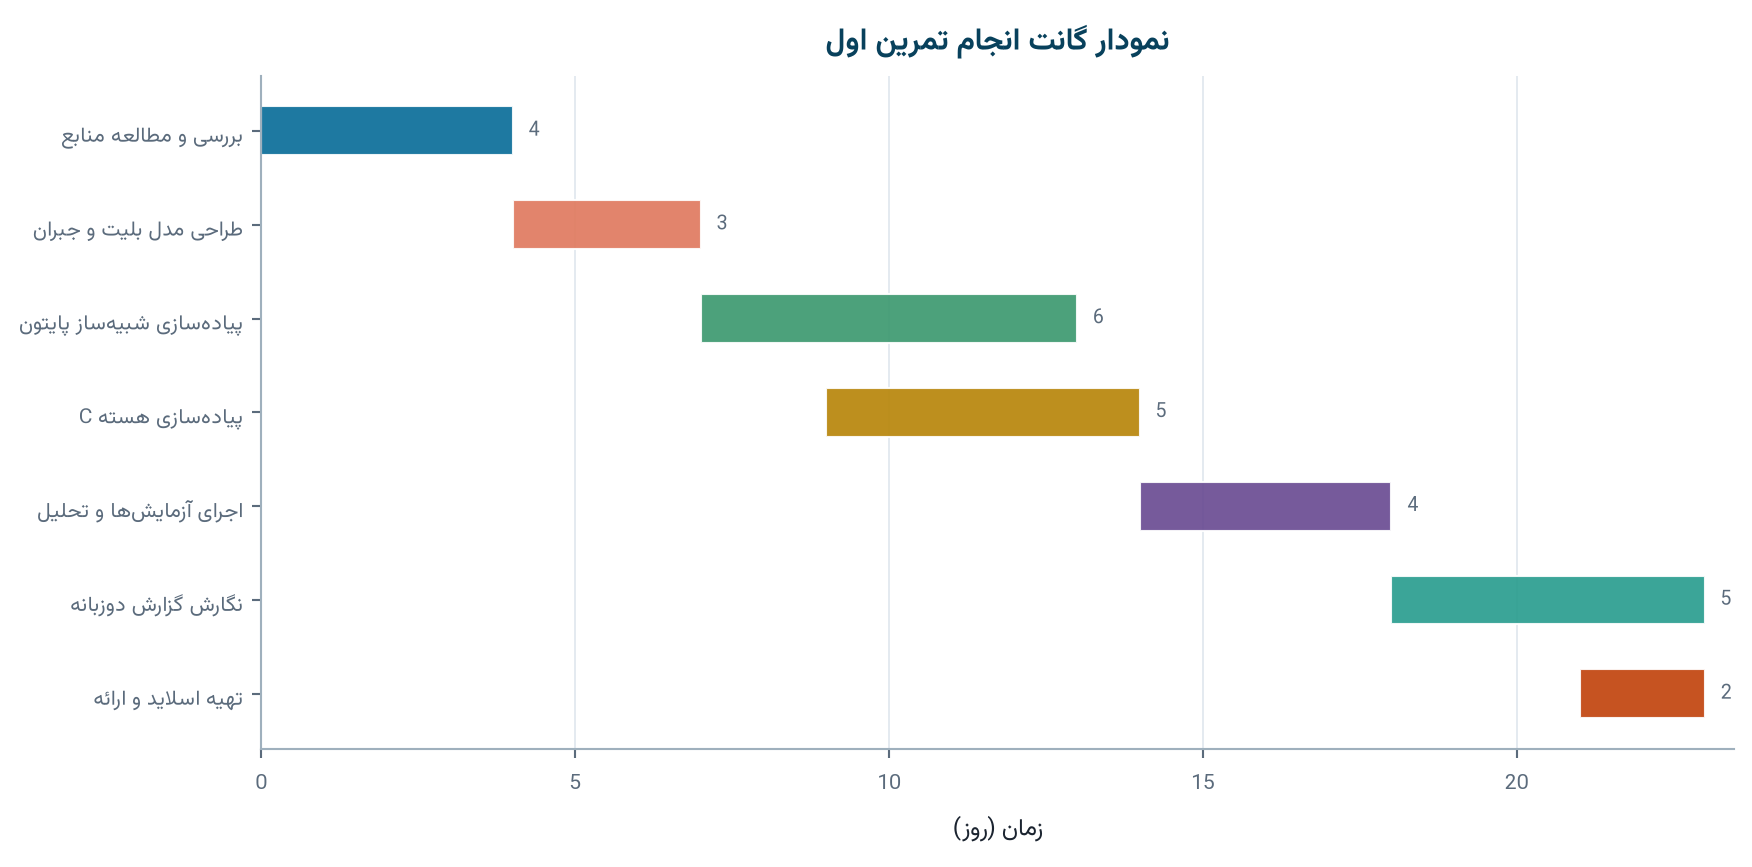 نمودار گانت انجام تمرین اول
بررسی و مطالعه منابع
4
طراحی مدل بلیت و جبران
3
پیاده‌سازی شبیه‌ساز پایتون
6
پیاده‌سازی هسته C
5
اجرای آزمایش‌ها و تحلیل
4
نگارش گزارش دوزبانه
5
تهیه اسلاید و ارائه
2
0 5 10 15 20
زمان (روز)